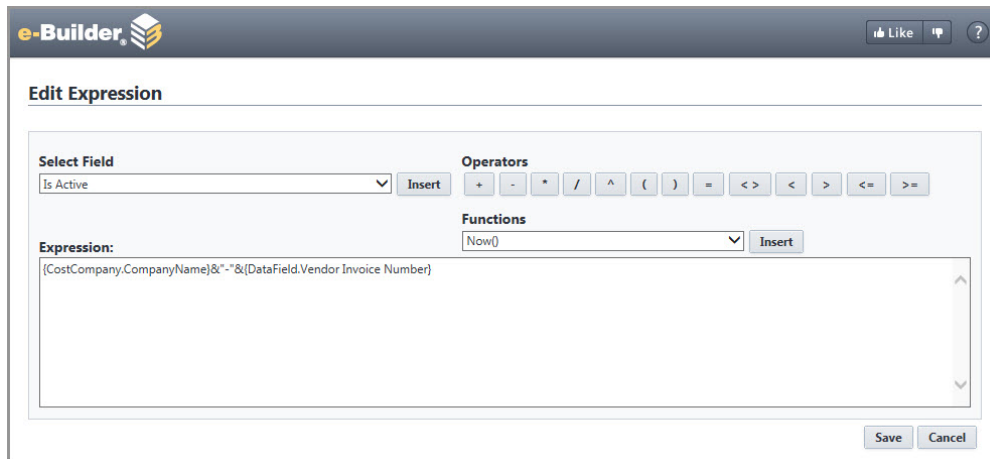 e-Builder®
Like
?
Edit Expression
Select Field
Operators
Is Active
Insert
+ - * / ^ ( ) = < > < > <= >=
Functions
Now()
Insert
Expression:
{CostCompany.CompanyName}&"-"&{DataField.Vendor Invoice Number}
Save
Cancel